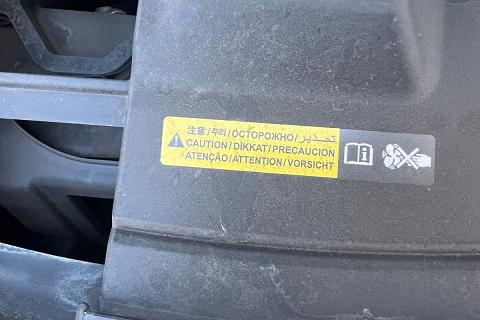 注意/주의/ОСТОРОЖНО/تحذير
CAUTION/DİKKAT/PRECAUCION
ATENÇÃO/ATTENTION/VORSICHT